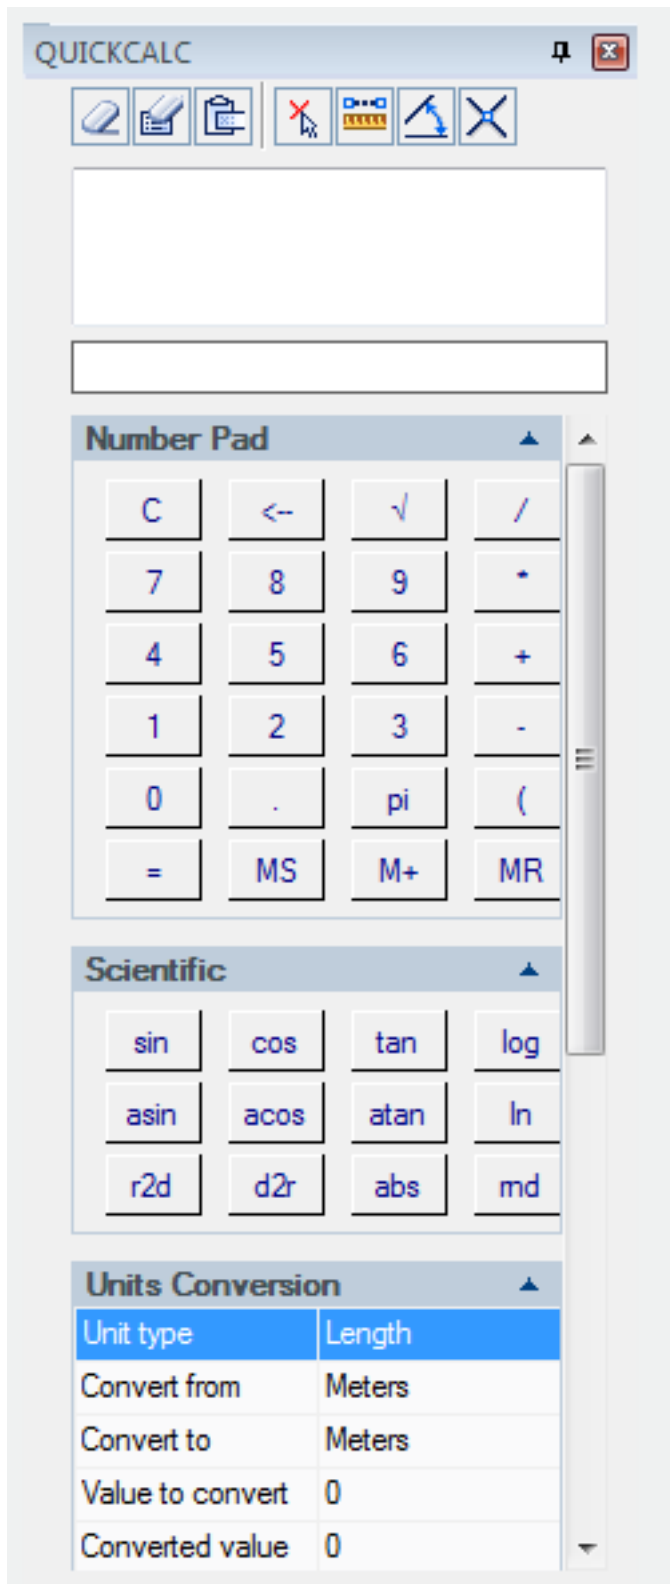 QUICKCALC
Number Pad
C <-- √ /
7 8 9 *
4 5 6 +
1 2 3 -
0 . pi (
= MS M+ MR
Scientific
sin cos tan log
asin acos atan ln
r2d d2r abs rnd
Units Conversion
Unit type Length
Convert from Meters
Convert to Meters
Value to convert 0
Converted value 0